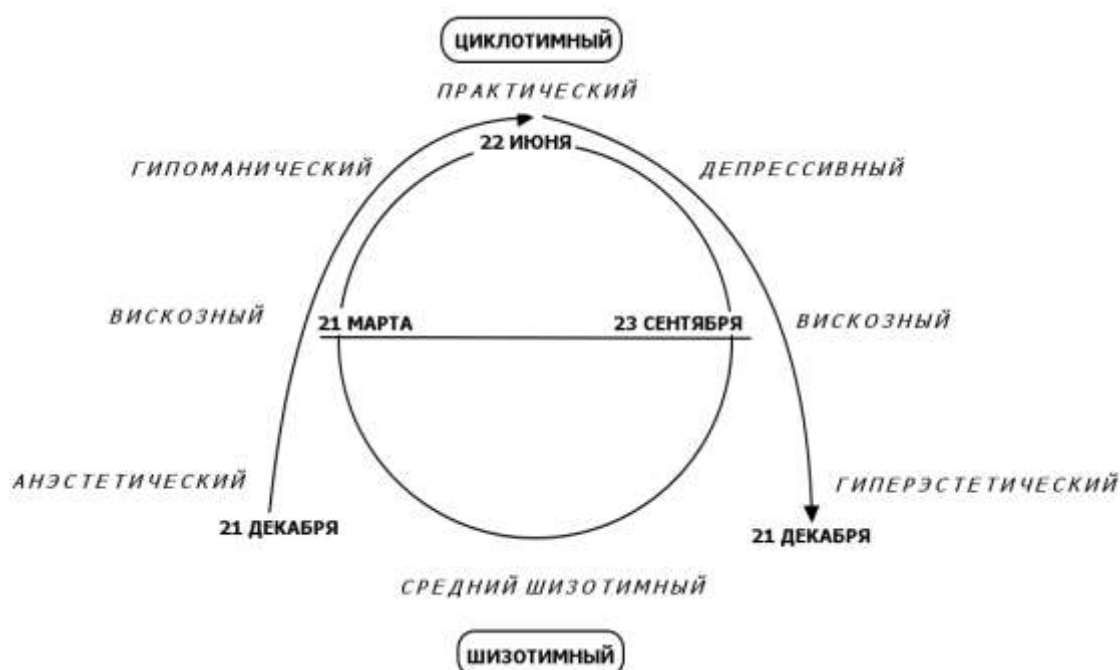 ЦИКЛОТИМНЫЙ
ПРАКТИЧЕСКИЙ
22 ИЮНЯ
ГИПОМАНИЧЕСКИЙ
ДЕПРЕССИВНЫЙ
ВИСКОЗНЫЙ
21 МАРТА
23 СЕНТЯБРЯ
ВИСКОЗНЫЙ
АНЭСТЕТИЧЕСКИЙ
ГИПЕРЭСТЕТИЧЕСКИЙ
21 ДЕКАБРЯ
21 ДЕКАБРЯ
СРЕДНИЙ ШИЗОТИМНЫЙ
ШИЗОТИМНЫЙ